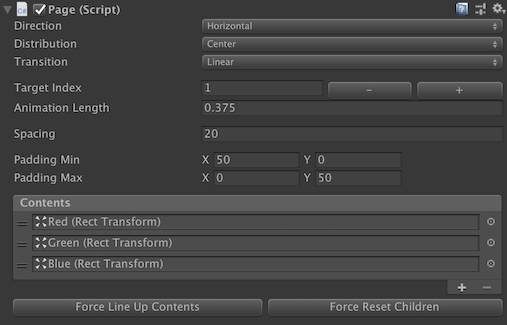 Page (Script)
Direction Horizontal
Distribution Center
Transition Linear
Target Index 1 - +
Animation Length 0.375
Spacing 20
Padding Min X 50 Y 0
Padding Max X 0 Y 50
Contents
= Red (Rect Transform)
= Green (Rect Transform)
= Blue (Rect Transform)
+ -
Force Line Up Contents Force Reset Children